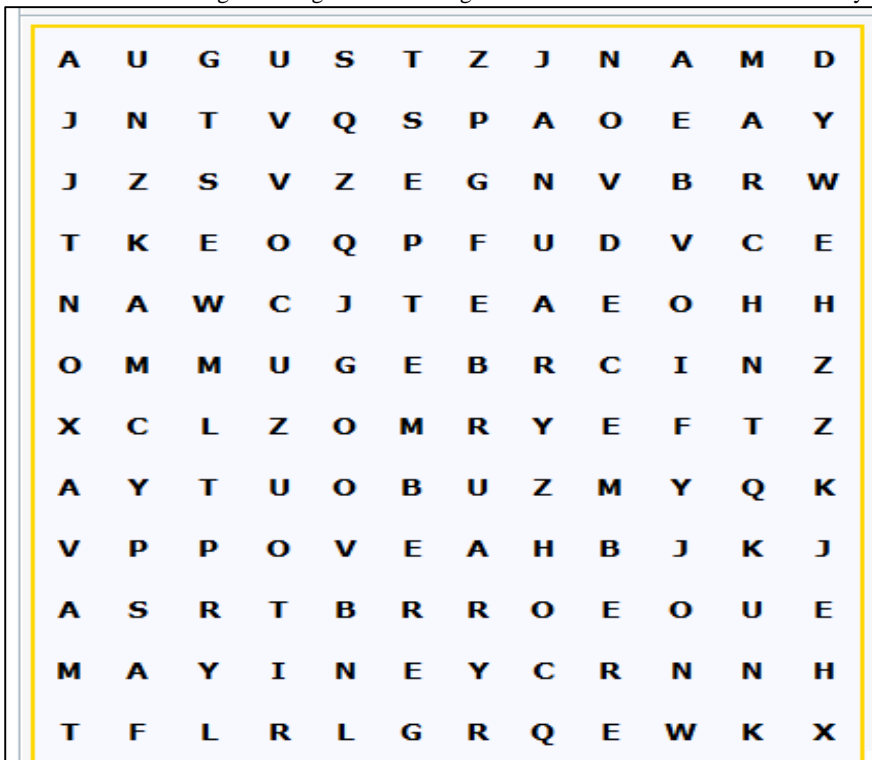 A U G U S T Z J N A M D
J N T V Q S P A O E A Y
J Z S V Z E G N V B R W
T K E O Q P F U D V C E
N A W C J T E A E O H H
O M M U G E B R C I N Z
X C L Z O M R Y E F T Z
A Y T U O B U Z M Y Q K
V P P O V E A H B J K J
A S R T B R R O E O U E
M A Y I N E Y C R N N H
T F L R L G R Q E W K X